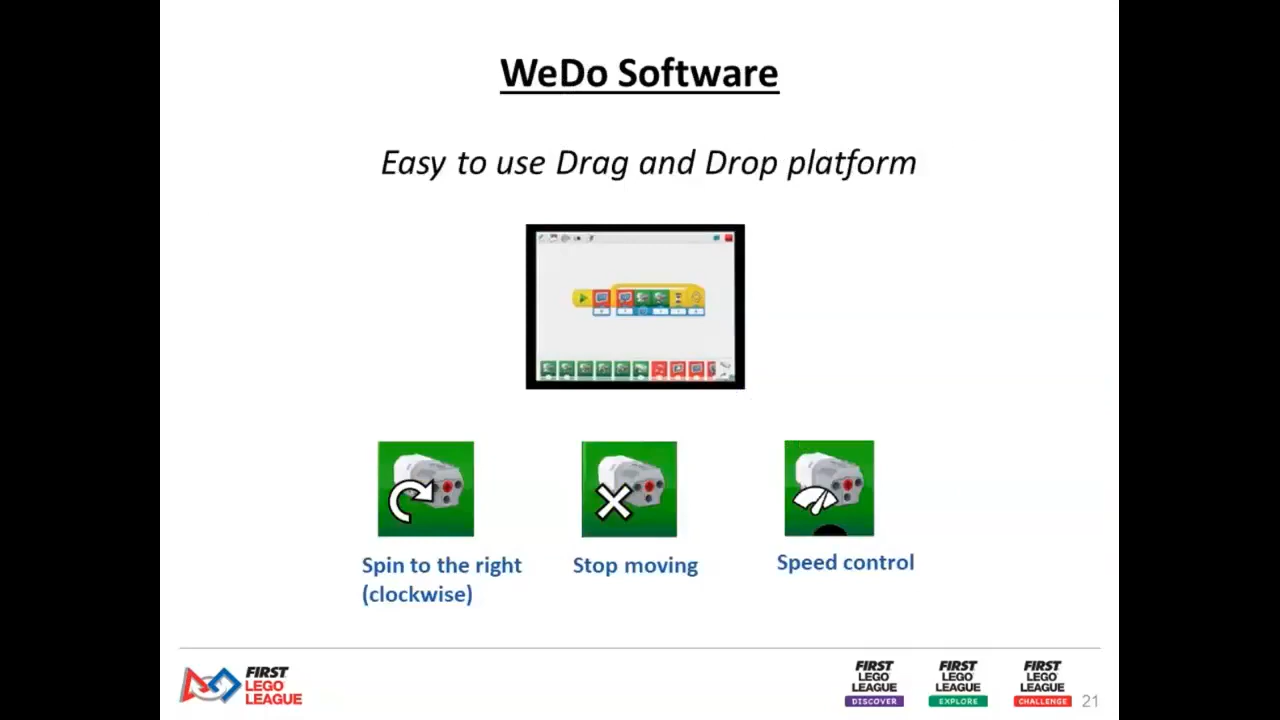 WeDo Software
Easy to use Drag and Drop platform
Spin to the right
(clockwise)
Stop moving
Speed control
FIRST
LEGO
LEAGUE
FIRST
LEGO
LEAGUE
DISCOVER
FIRST
LEGO
LEAGUE
EXPLORE
FIRST
LEGO
LEAGUE
CHALLENGE
21